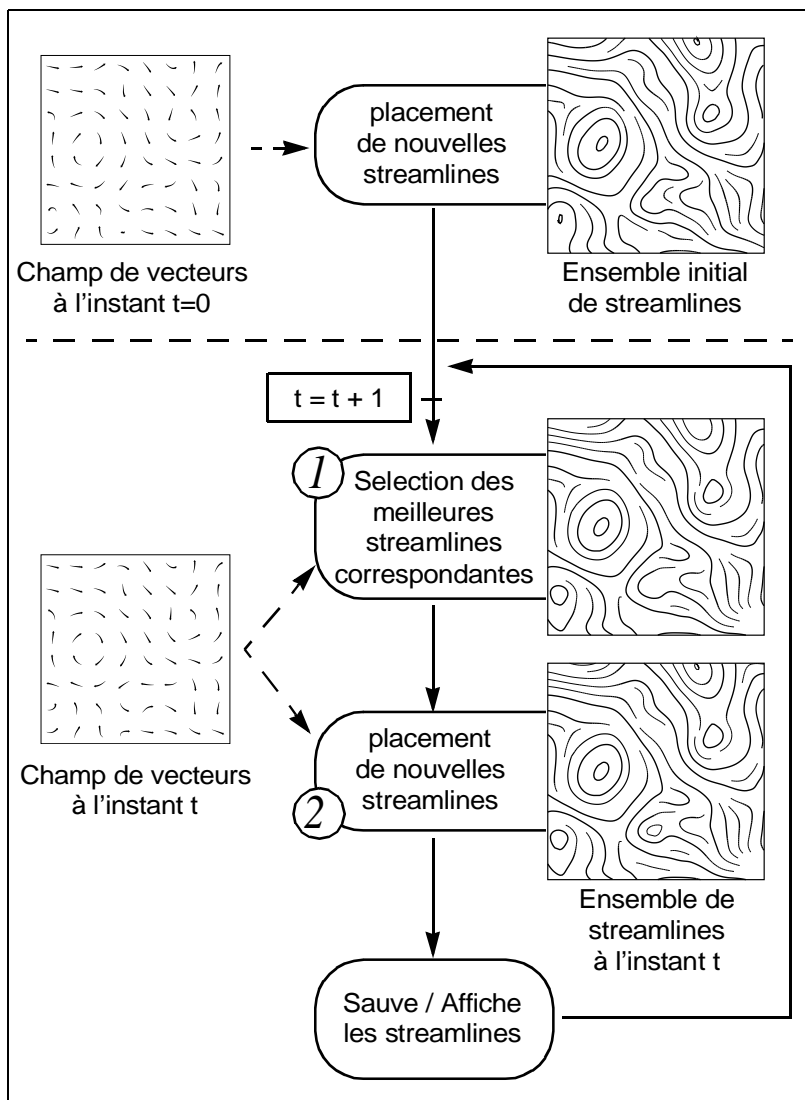 placement
de nouvelles
streamlines
Champ de vecteurs
à l’instant t=0
Ensemble initial
de streamlines
t = t + 1
1
Selection des
meilleures
streamlines
correspondantes
Champ de vecteurs
à l’instant t
placement
de nouvelles
streamlines
2
Ensemble de
streamlines
à l’instant t
Sauve / Affiche
les streamlines